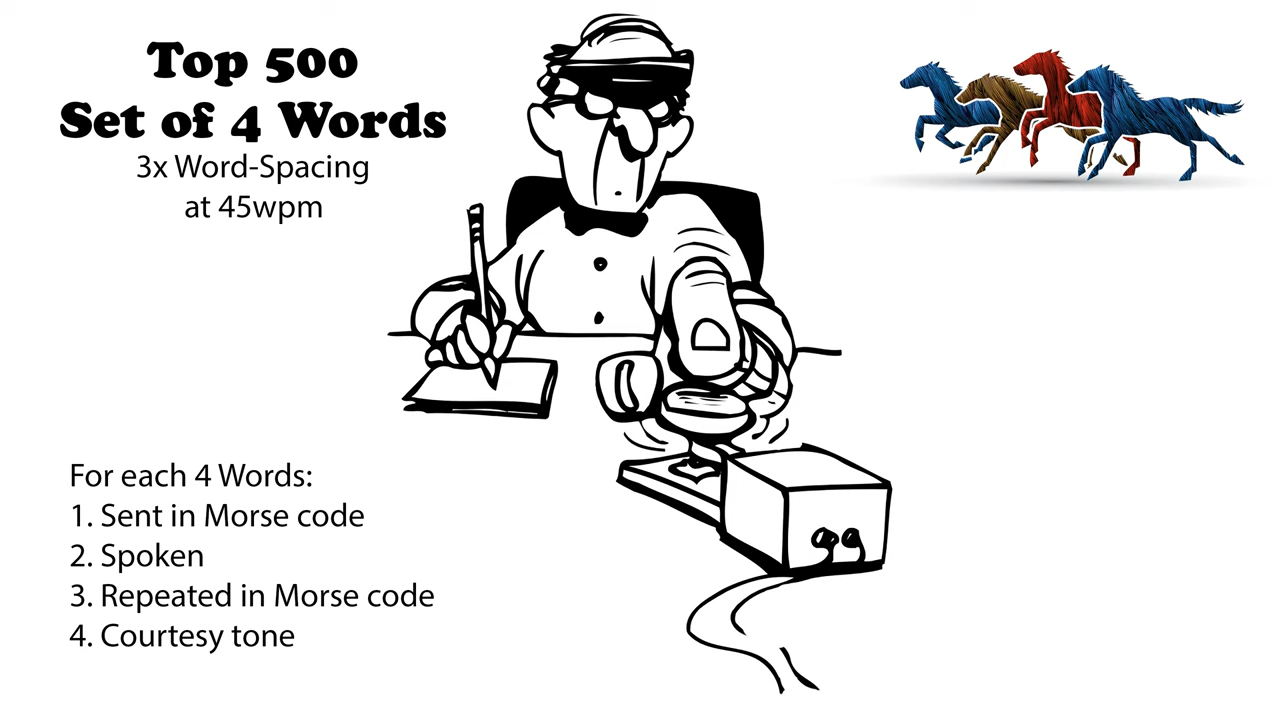 Top 500
Set of 4 Words
3x Word-Spacing
at 45wpm
For each 4 Words:
1. Sent in Morse code
2. Spoken
3. Repeated in Morse code
4. Courtesy tone